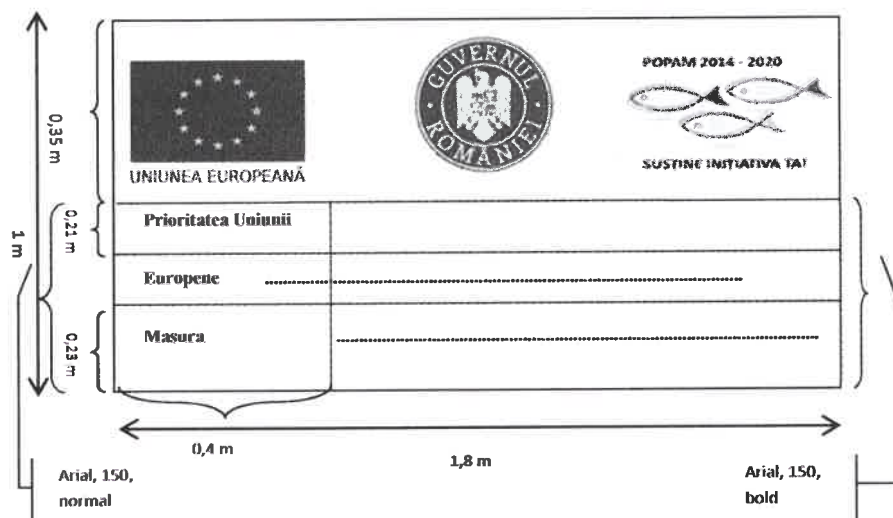 POPAM 2014 - 2020
GUVERNUL
ROMÂNIEI
UNIUNEA EUROPEANĂ
SUSTINE INIȚIATIVA TA!
0,35 m
Prioritatea Uniunii
0,21 m
1 m
Europene ................................
Masura ................................
0,23 m
0,4 m
1,8 m
Arial, 150,
normal
Arial, 150,
bold